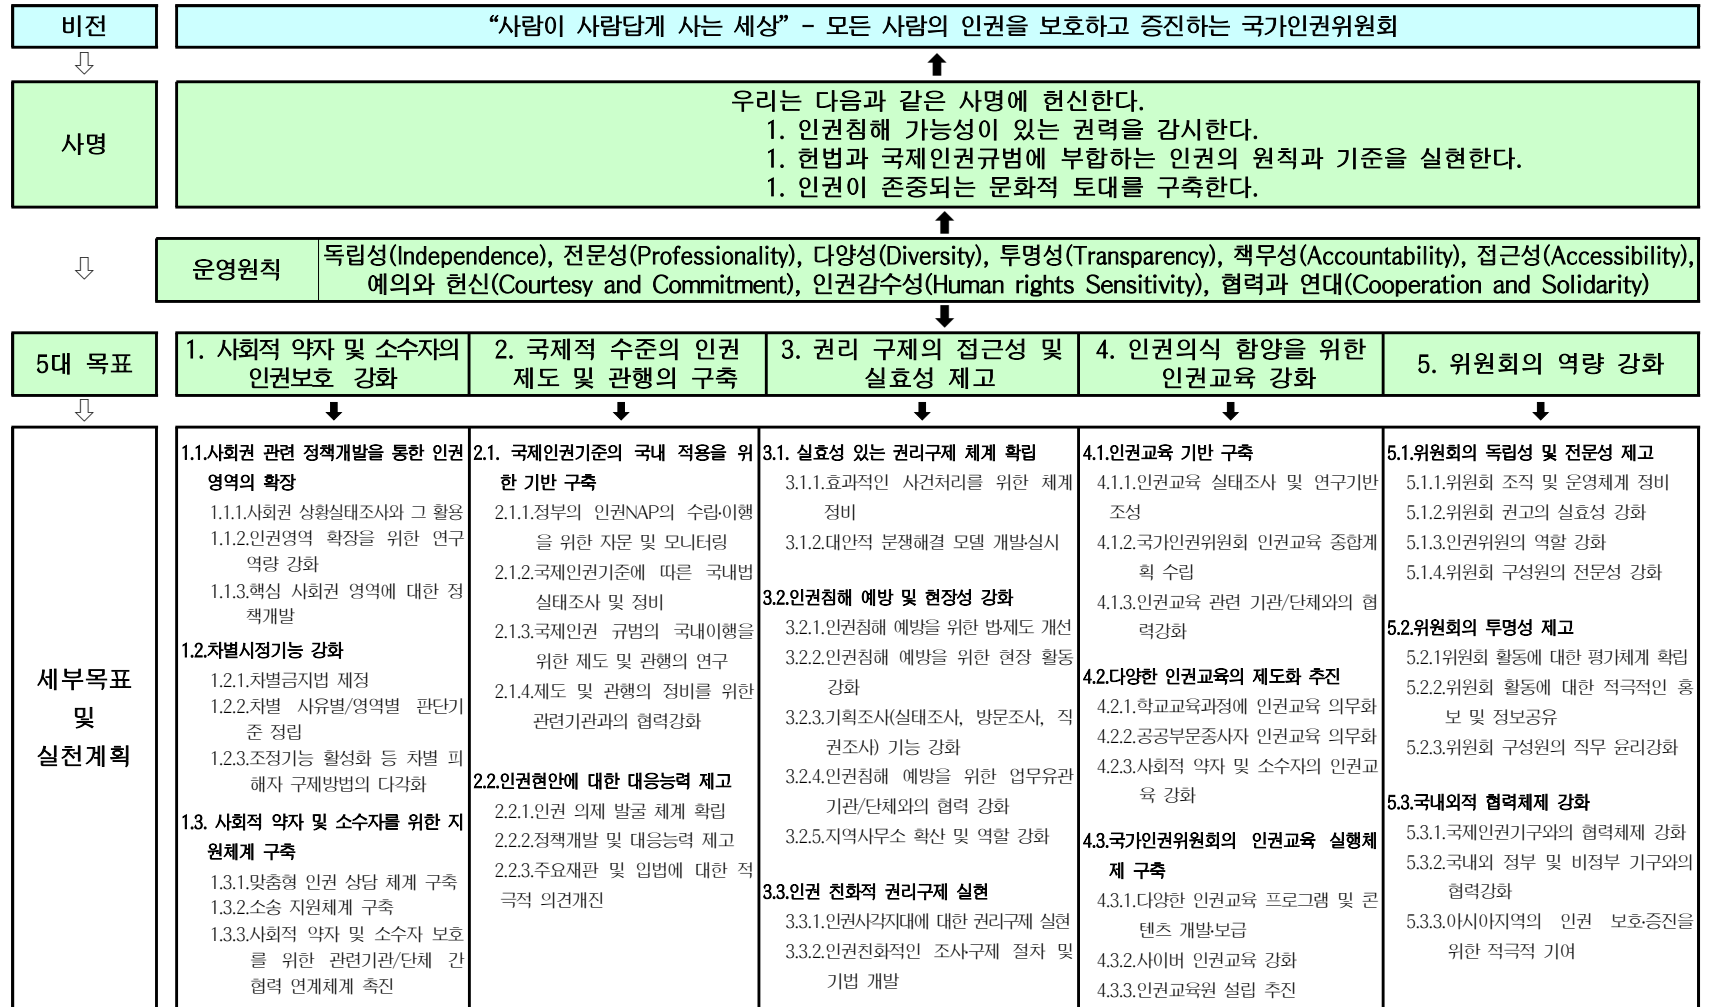 비전
“사람이 사람답게 사는 세상” - 모든 사람의 인권을 보호하고 증진하는 국가인권위원회
사명
우리는 다음과 같은 사명에 헌신한다.
1. 인권침해 가능성이 있는 권력을 감시한다.
1. 헌법과 국제인권규범에 부합하는 인권의 원칙과 기준을 실현한다.
1. 인권이 존중되는 문화적 토대를 구축한다.
운영원칙
독립성(Independence), 전문성(Professionality), 다양성(Diversity), 투명성(Transparency), 책무성(Accountability), 접근성(Accessibility),
예의와 헌신(Courtesy and Commitment), 인권감수성(Human rights Sensitivity), 협력과 연대(Cooperation and Solidarity)
5대 목표
1. 사회적 약자 및 소수자의
인권보호 강화
2. 국제적 수준의 인권
제도 및 관행의 구축
3. 권리 구제의 접근성 및
실효성 제고
4. 인권의식 함양을 위한
인권교육 강화
5. 위원회의 역량 강화
세부목표
및
실천계획
1.1.사회권 관련 정책개발을 통한 인권
영역의 확장
1.1.1.사회권 상황실태조사와 그 활용
1.1.2.인권영역 확장을 위한 연구
역량 강화
1.1.3.핵심 사회권 영역에 대한 정
책개발
1.2.차별시정기능 강화
1.2.1.차별금지법 제정
1.2.2.차별 사유별/영역별 판단기
준 정립
1.2.3.조정기능 활성화 등 차별 피
해자 구제방법의 다각화
1.3. 사회적 약자 및 소수자를 위한 지
원체계 구축
1.3.1.맞춤형 인권 상담 체계 구축
1.3.2.소송 지원체계 구축
1.3.3.사회적 약자 및 소수자 보호
를 위한 관련기관/단체 간
협력 연계체계 촉진
2.1. 국제인권기준의 국내 적용을 위
한 기반 구축
2.1.1.정부의 인권NAP의 수립·이행
을 위한 자문 및 모니터링
2.1.2.국제인권기준에 따른 국내법
실태조사 및 정비
2.1.3.국제인권 규범의 국내이행을
위한 제도 및 관행의 연구
2.1.4.제도 및 관행의 정비를 위한
관련기관과의 협력강화
2.2.인권현안에 대한 대응능력 제고
2.2.1.인권 의제 발굴 체계 확립
2.2.2.정책개발 및 대응능력 제고
2.2.3.주요재판 및 입법에 대한 적
극적 의견개진
3.1. 실효성 있는 권리구제 체계 확립
3.1.1.효과적인 사건처리를 위한 체계
정비
3.1.2.대안적 분쟁해결 모델 개발·실시
3.2.인권침해 예방 및 현장성 강화
3.2.1.인권침해 예방을 위한 법·제도 개선
3.2.2.인권침해 예방을 위한 현장 활동
강화
3.2.3.기획조사(실태조사, 방문조사, 직
권조사) 기능 강화
3.2.4.인권침해 예방을 위한 업무유관
기관/단체와의 협력 강화
3.2.5.지역사무소 확산 및 역할 강화
3.3.인권 친화적 권리구제 실현
3.3.1.인권사각지대에 대한 권리구제 실현
3.3.2.인권친화적인 조사·구제 절차 및
기법 개발
4.1.인권교육 기반 구축
4.1.1.인권교육 실태조사 및 연구기반
조성
4.1.2.국가인권위원회 인권교육 종합계
획 수립
4.1.3.인권교육 관련 기관/단체와의 협
력강화
4.2.다양한 인권교육의 제도화 추진
4.2.1.학교교육과정에 인권교육 의무화
4.2.2.공공부문종사자 인권교육 의무화
4.2.3.사회적 약자 및 소수자의 인권교
육 강화
4.3.국가인권위원회의 인권교육 실행체
제 구축
4.3.1.다양한 인권교육 프로그램 및 콘
텐츠 개발·보급
4.3.2.사이버 인권교육 강화
4.3.3.인권교육원 설립 추진
5.1.위원회의 독립성 및 전문성 제고
5.1.1.위원회 조직 및 운영체계 정비
5.1.2.위원회 권고의 실효성 강화
5.1.3.인권위원의 역할 강화
5.1.4.위원회 구성원의 전문성 강화
5.2.위원회의 투명성 제고
5.2.1위원회 활동에 대한 평가체계 확립
5.2.2.위원회 활동에 대한 적극적인 홍
보 및 정보공유
5.2.3.위원회 구성원의 직무 윤리강화
5.3.국내외적 협력체제 강화
5.3.1.국제인권기구와의 협력체제 강화
5.3.2.국내외 정부 및 비정부 기구와의
협력강화
5.3.3.아시아지역의 인권 보호·증진을
위한 적극적 기여